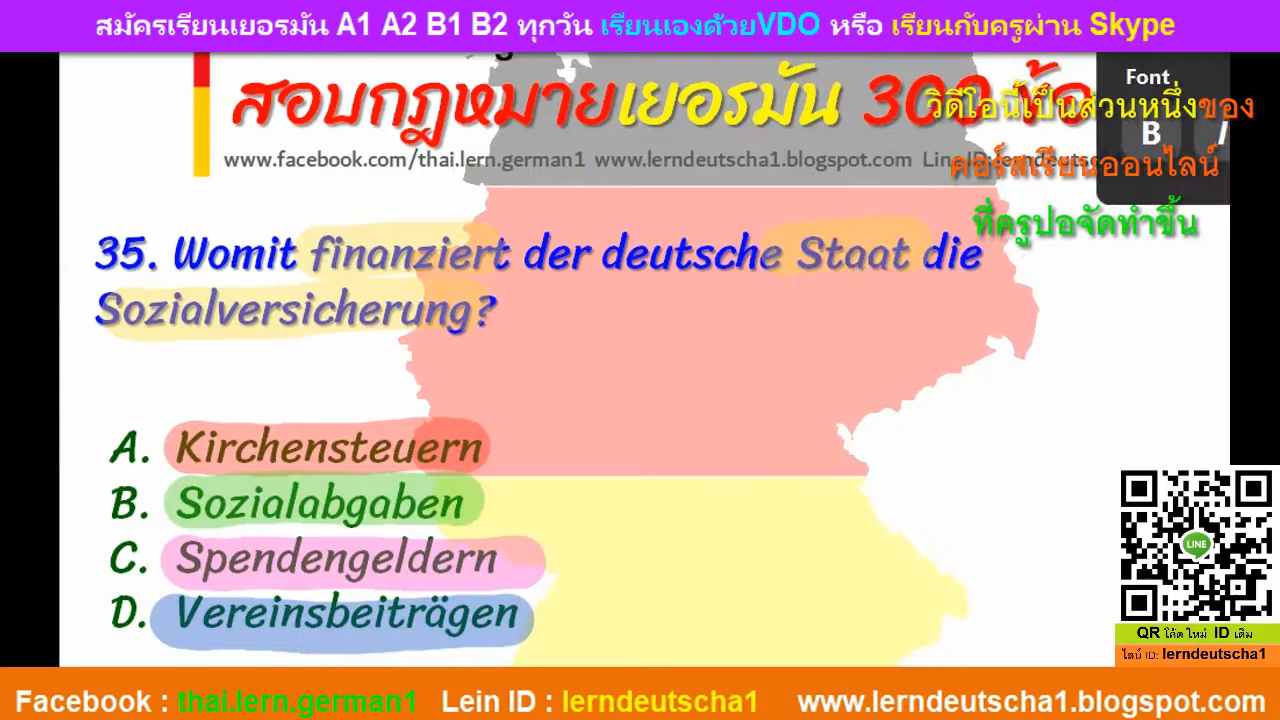 สมัครเรียนเยอรมัน A1 A2 B1 B2 ทุกวัน เรียนเองด้วยVDO หรือ เรียนกับครูผ่าน Skype
สอบกฎหมายเยอรมัน 300 ข้อ
Font
B I
วิดีโอนี้เป็นส่วนหนึ่งของ
คอร์สเรียนออนไลน์
ที่ครูปอจัดทำขึ้น
www.facebook.com/thai.lern.german1 www.lerndeutscha1.blogspot.com
35. Womit finanziert der deutsche Staat die
Sozialversicherung?
A. Kirchensteuern
B. Sozialabgaben
C. Spendengeldern
D. Vereinsbeiträgen
LINE
QR โค้ดใหม่ ID เดิม
ไลน์ ID: lerndeutscha1
Facebook : thai.lern.german1 Lein ID : lerndeutscha1 www.lerndeutscha1.blogspot.com